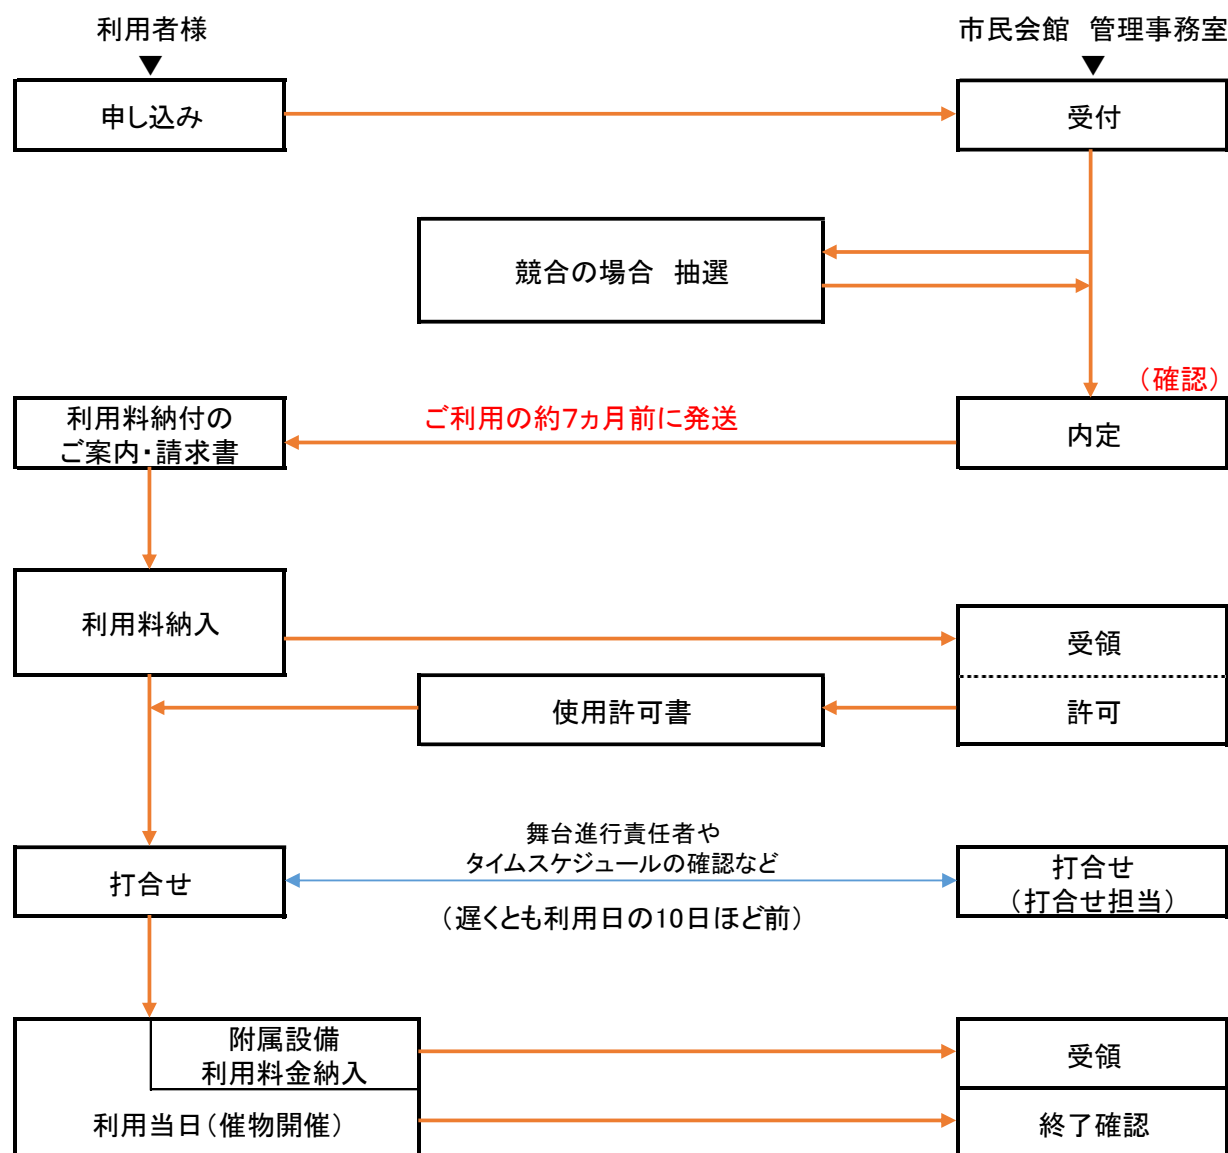 利用者様
市民会館　管理事務室
▼
▼
申し込み
受付
競合の場合　抽選
（確認）
利用料納付の
ご案内・請求書
ご利用の約7ヵ月前に発送
内定
利用料納入
受領
使用許可書
許可
舞台進行責任者や
タイムスケジュールの確認など
打合せ
（遅くとも利用日の10日ほど前）
打合せ
（打合せ担当）
附属設備
利用料金納入
受領
利用当日（催物開催）
終了確認